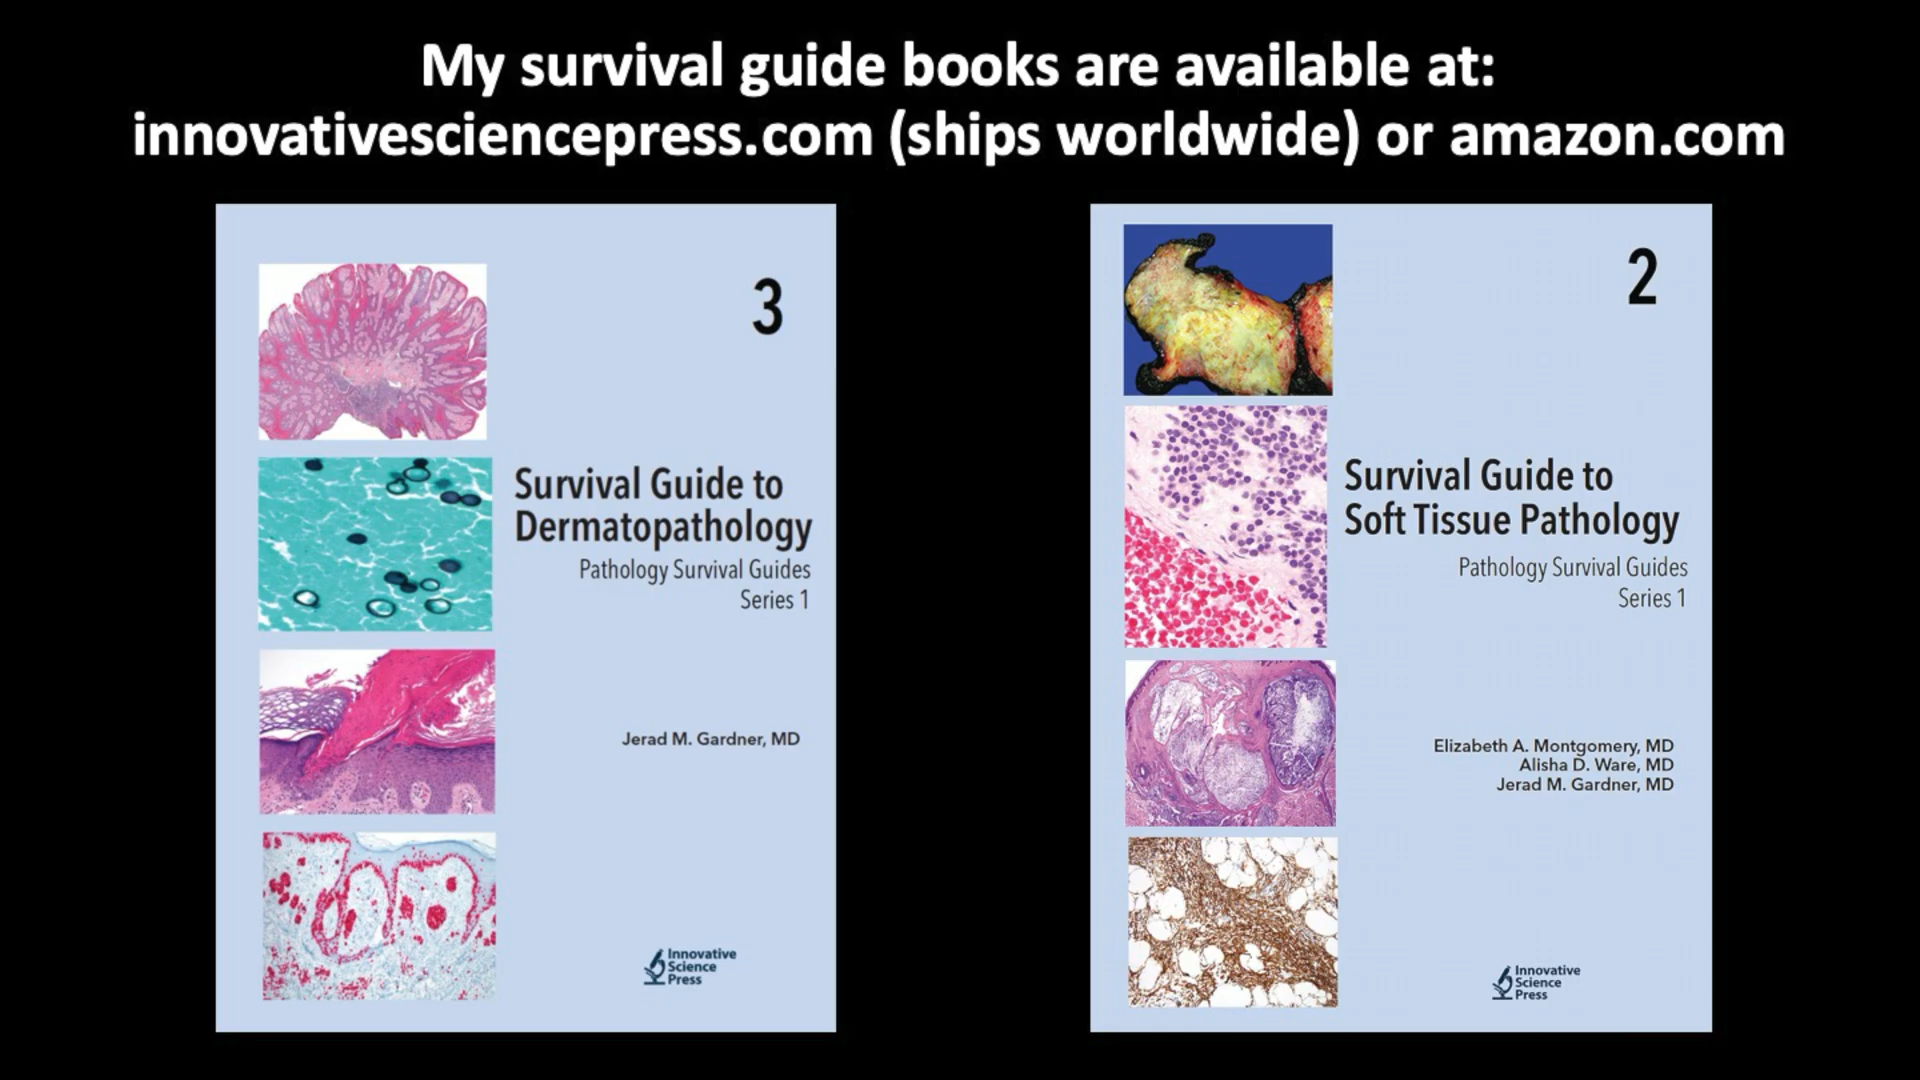 My survival guide books are available at:
innovativesciencepress.com (ships worldwide) or amazon.com
3
Survival Guide to
Dermatopathology
Pathology Survival Guides
Series 1
Jerad M. Gardner, MD
Innovative
Science
Press
2
Survival Guide to
Soft Tissue Pathology
Pathology Survival Guides
Series 1
Elizabeth A. Montgomery, MD
Alisha D. Ware, MD
Jerad M. Gardner, MD
Innovative
Science
Press